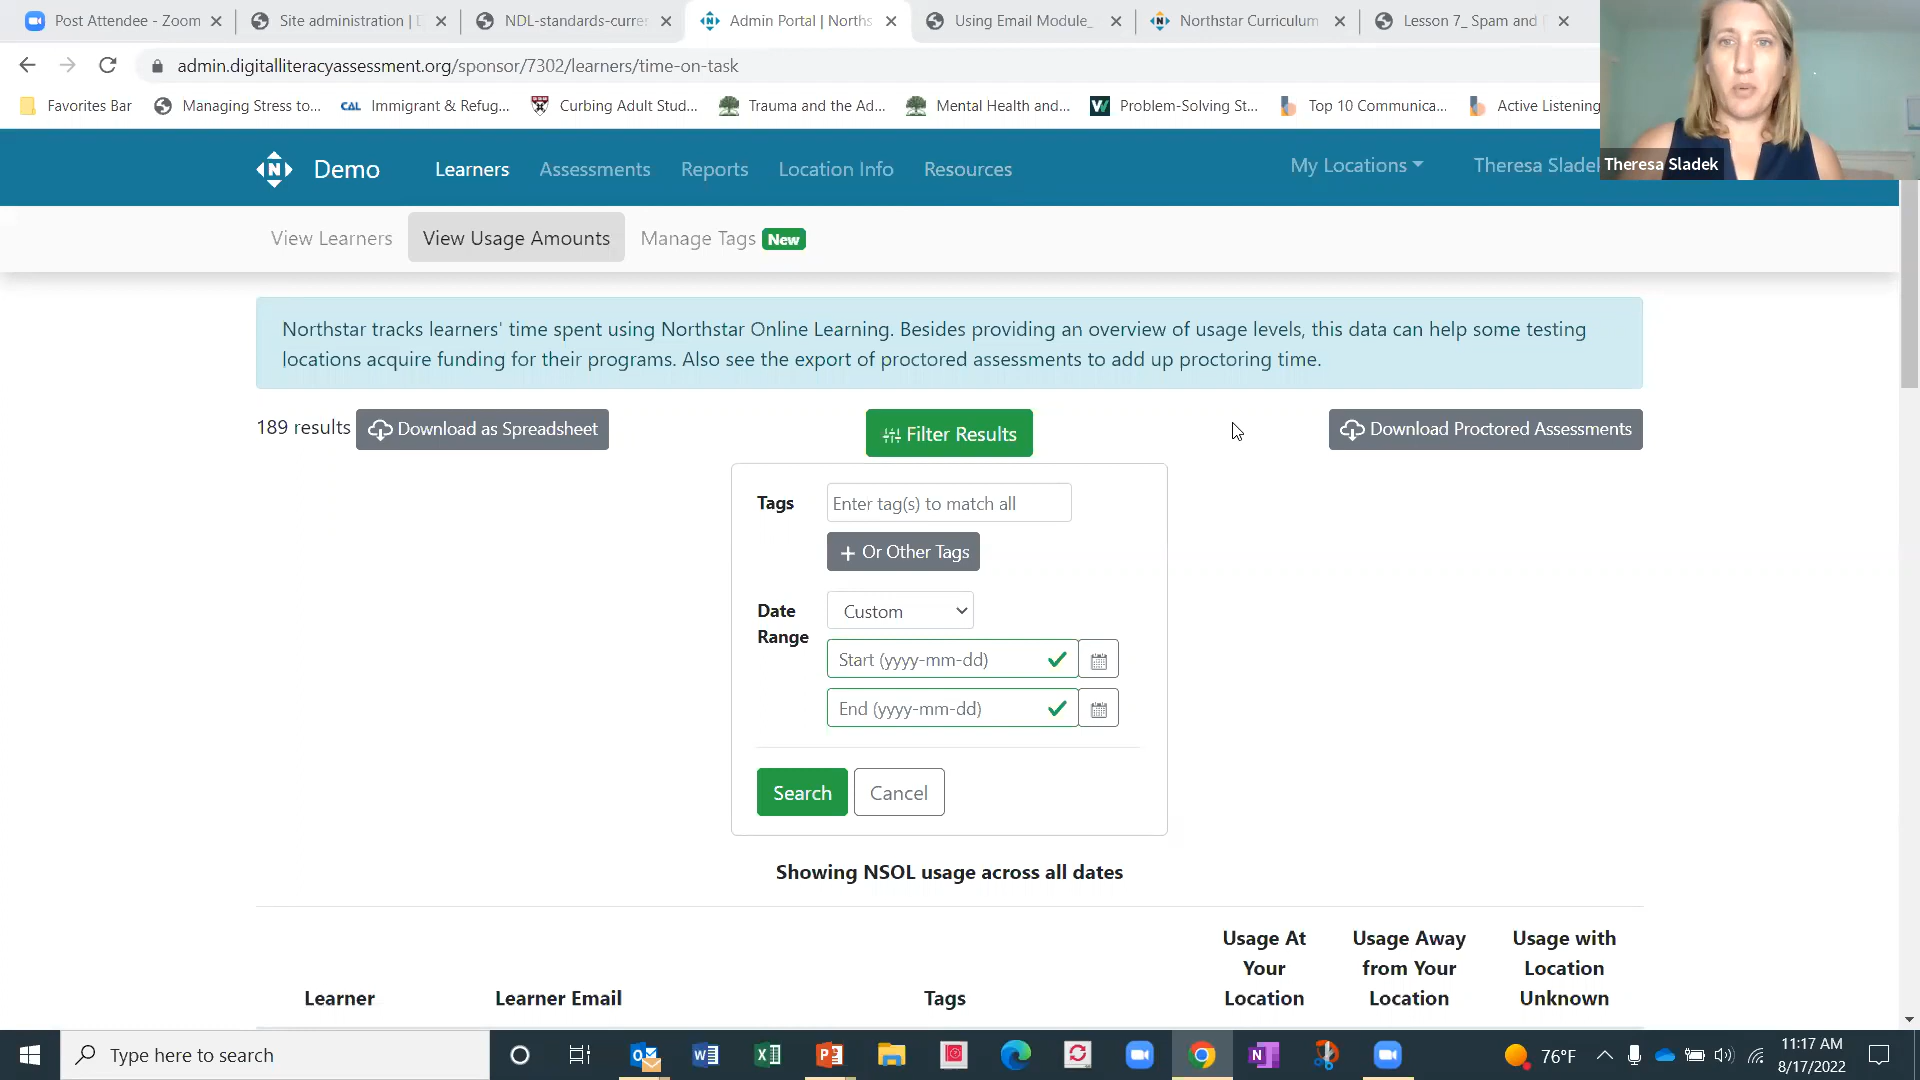 Post Attendee - Zoom
Site administration |
NDL-standards-curre
Admin Portal | Norths
Using Email Module_
Northstar Curriculum
Lesson 7_ Spam and
admin.digitalliteracyassessment.org/sponsor/7302/learners/time-on-task
Favorites Bar
Managing Stress to...
CAL Immigrant & Refug...
Curbing Adult Stud...
Trauma and the Ad...
Mental Health and...
Problem-Solving St...
Top 10 Communica...
Active Listening
N Demo
Learners
Assessments
Reports
Location Info
Resources
My Locations
Theresa Sladek
Theresa Sladek
View Learners
View Usage Amounts
Manage Tags New
Northstar tracks learners' time spent using Northstar Online Learning. Besides providing an overview of usage levels, this data can help some testing
locations acquire funding for their programs. Also see the export of proctored assessments to add up proctoring time.
189 results
Download as Spreadsheet
Filter Results
Download Proctored Assessments
Tags
Enter tag(s) to match all
+ Or Other Tags
Date
Range
Custom
Start (yyyy-mm-dd)
End (yyyy-mm-dd)
Search
Cancel
Showing NSOL usage across all dates
Learner
Learner Email
Tags
Usage At
Your
Location
Usage Away
from Your
Location
Usage with
Location
Unknown
Type here to search
76°F
11:17 AM
8/17/2022